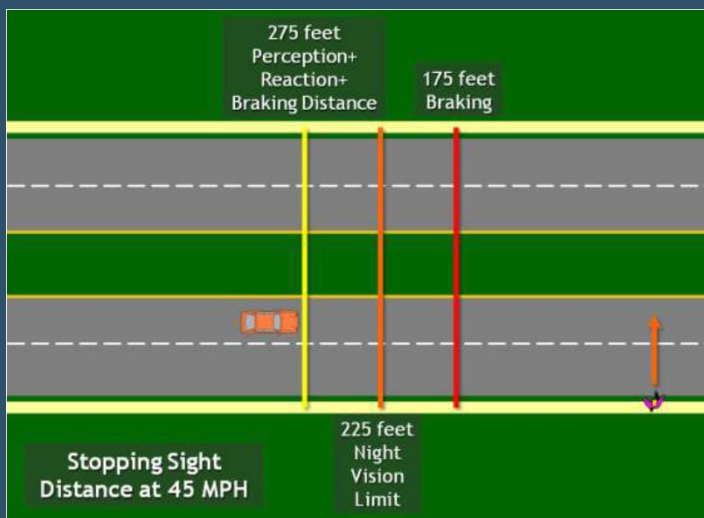 275 feet
Perception+
Reaction+
Braking Distance
175 feet
Braking
225 feet
Night
Vision
Limit
Stopping Sight
Distance at 45 MPH